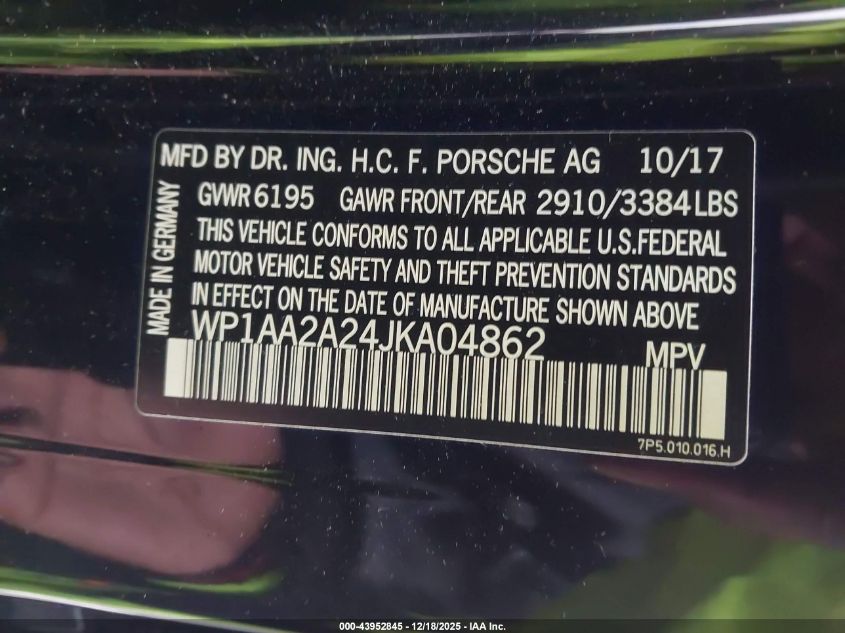 MFD BY DR. ING. H.C. F. PORSCHE AG 10/17
GVWR 6195 GAWR FRONT/REAR 2910/3384 LBS
THIS VEHICLE CONFORMS TO ALL APPLICABLE U.S.FEDERAL
MOTOR VEHICLE SAFETY AND THEFT PREVENTION STANDARDS
IN EFFECT ON THE DATE OF MANUFACTURE SHOWN ABOVE
WP1AA2A24JKA04862 MPV
MADE IN GERMANY
7P5.010.016.H
000-43952845 - 12/18/2025 - IAA Inc.